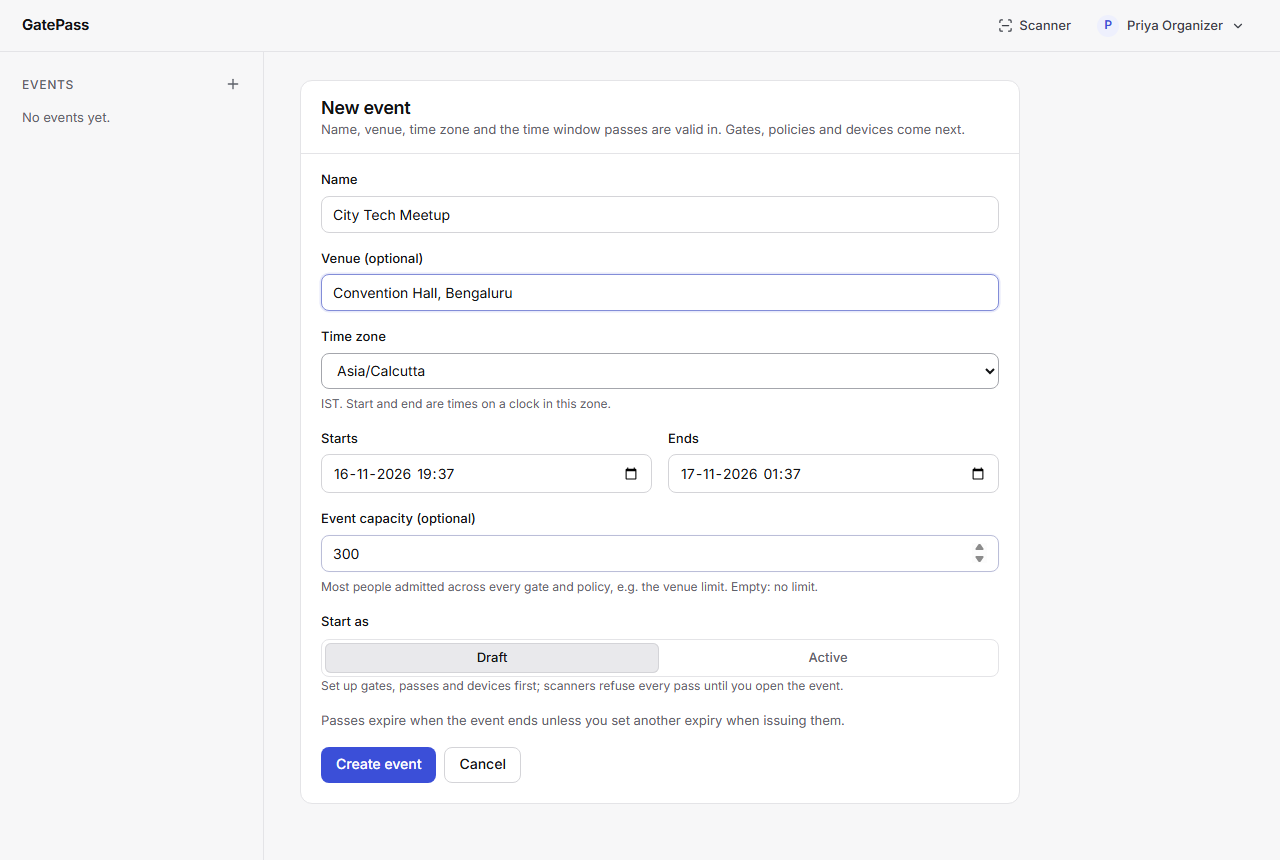 GatePass
Scanner
P
Priya Organizer
EVENTS
No events yet.
New event
Name, venue, time zone and the time window passes are valid in. Gates, policies and devices come next.
Name
City Tech Meetup
Venue (optional)
Convention Hall, Bengaluru
Time zone
Asia/Calcutta
IST. Start and end are times on a clock in this zone.
Starts
Ends
16-11-2026 19:37
17-11-2026 01:37
Event capacity (optional)
300
Most people admitted across every gate and policy, e.g. the venue limit. Empty: no limit.
Start as
Draft
Active
Set up gates, passes and devices first; scanners refuse every pass until you open the event.
Passes expire when the event ends unless you set another expiry when issuing them.
Create event
Cancel